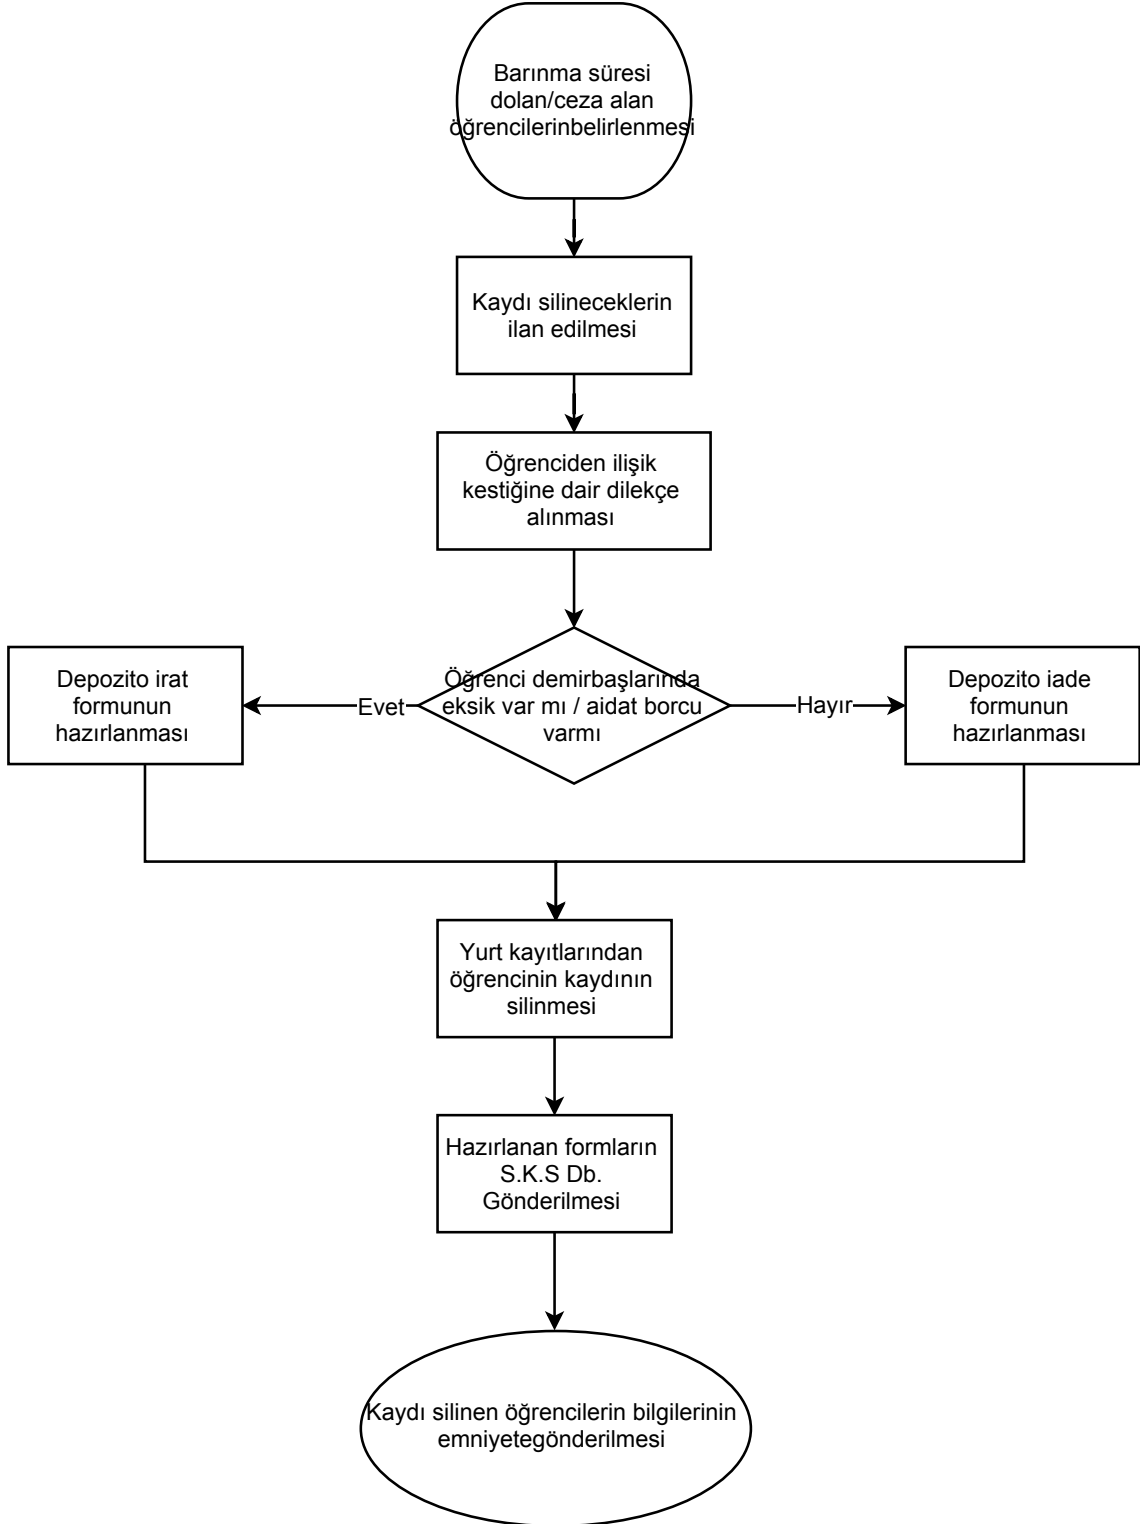 Barınma süresi
dolan/ceza alan
öğrencilerinbelirlenmesi
Kaydı silineceklerin
ilan edilmesi
Öğrenciden ilişik
kestiğine dair dilekçe
alınması
Depozito irat
formunun
hazırlanması
Evet
Öğrenci demirbaşlarında
eksik var mı / aidat borcu
varmı
Hayır
Depozito iade
formunun
hazırlanması
Yurt kayıtlarından
öğrencinin kaydının
silinmesi
Hazırlanan formların
S.K.S Db.
Gönderilmesi
Kaydı silinen öğrencilerin bilgilerinin
emniyetegönderilmesi